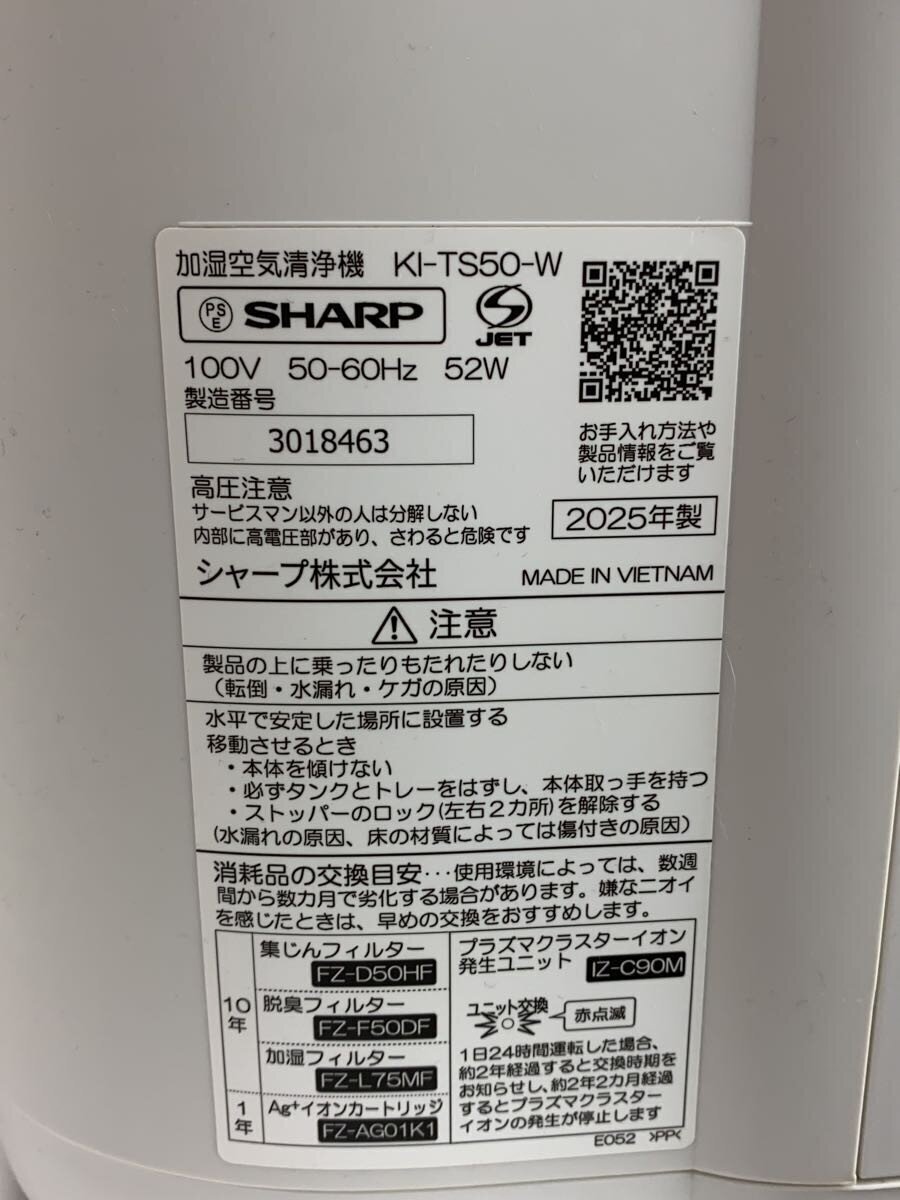 加湿空気清浄機 KI-TS50-W
PS
E
SHARP
S
JET
100V 50-60Hz 52W
製造番号
3018463
お手入れ方法や
製品情報をご覧
いただけます
高圧注意
サービスマン以外の人は分解しない
内部に高電圧部があり、さわると危険です
2025年製
シャープ株式会社 MADE IN VIETNAM
注意
製品の上に乗ったりもたれたりしない
(転倒・水漏れ・ケガの原因)
水平で安定した場所に設置する
移動させるとき
・本体を傾けない
・必ずタンクとトレーをはずし、本体取っ手を持つ
・ストッパーのロック(左右2カ所)を解除する
(水漏れの原因、床の材質によっては傷付きの原因)
消耗品の交換目安･･･使用環境によっては、数週
間から数カ月で劣化する場合があります。嫌なニオイ
を感じたときは、早めの交換をおすすめします。
10年
集じんフィルター
FZ-D50HF
脱臭フィルター
FZ-F50DF
加湿フィルター
FZ-L75MF
1年
Ag+イオンカートリッジ
FZ-AG01K1
プラズマクラスターイオン
発生ユニット IZ-C90M
ユニット交換
赤点滅
1日24時間運転した場合、
約2年経過すると交換時期を
お知らせし、約2年2カ月経過
するとプラズマクラスター
イオンの発生が停止します
E052 >PP<